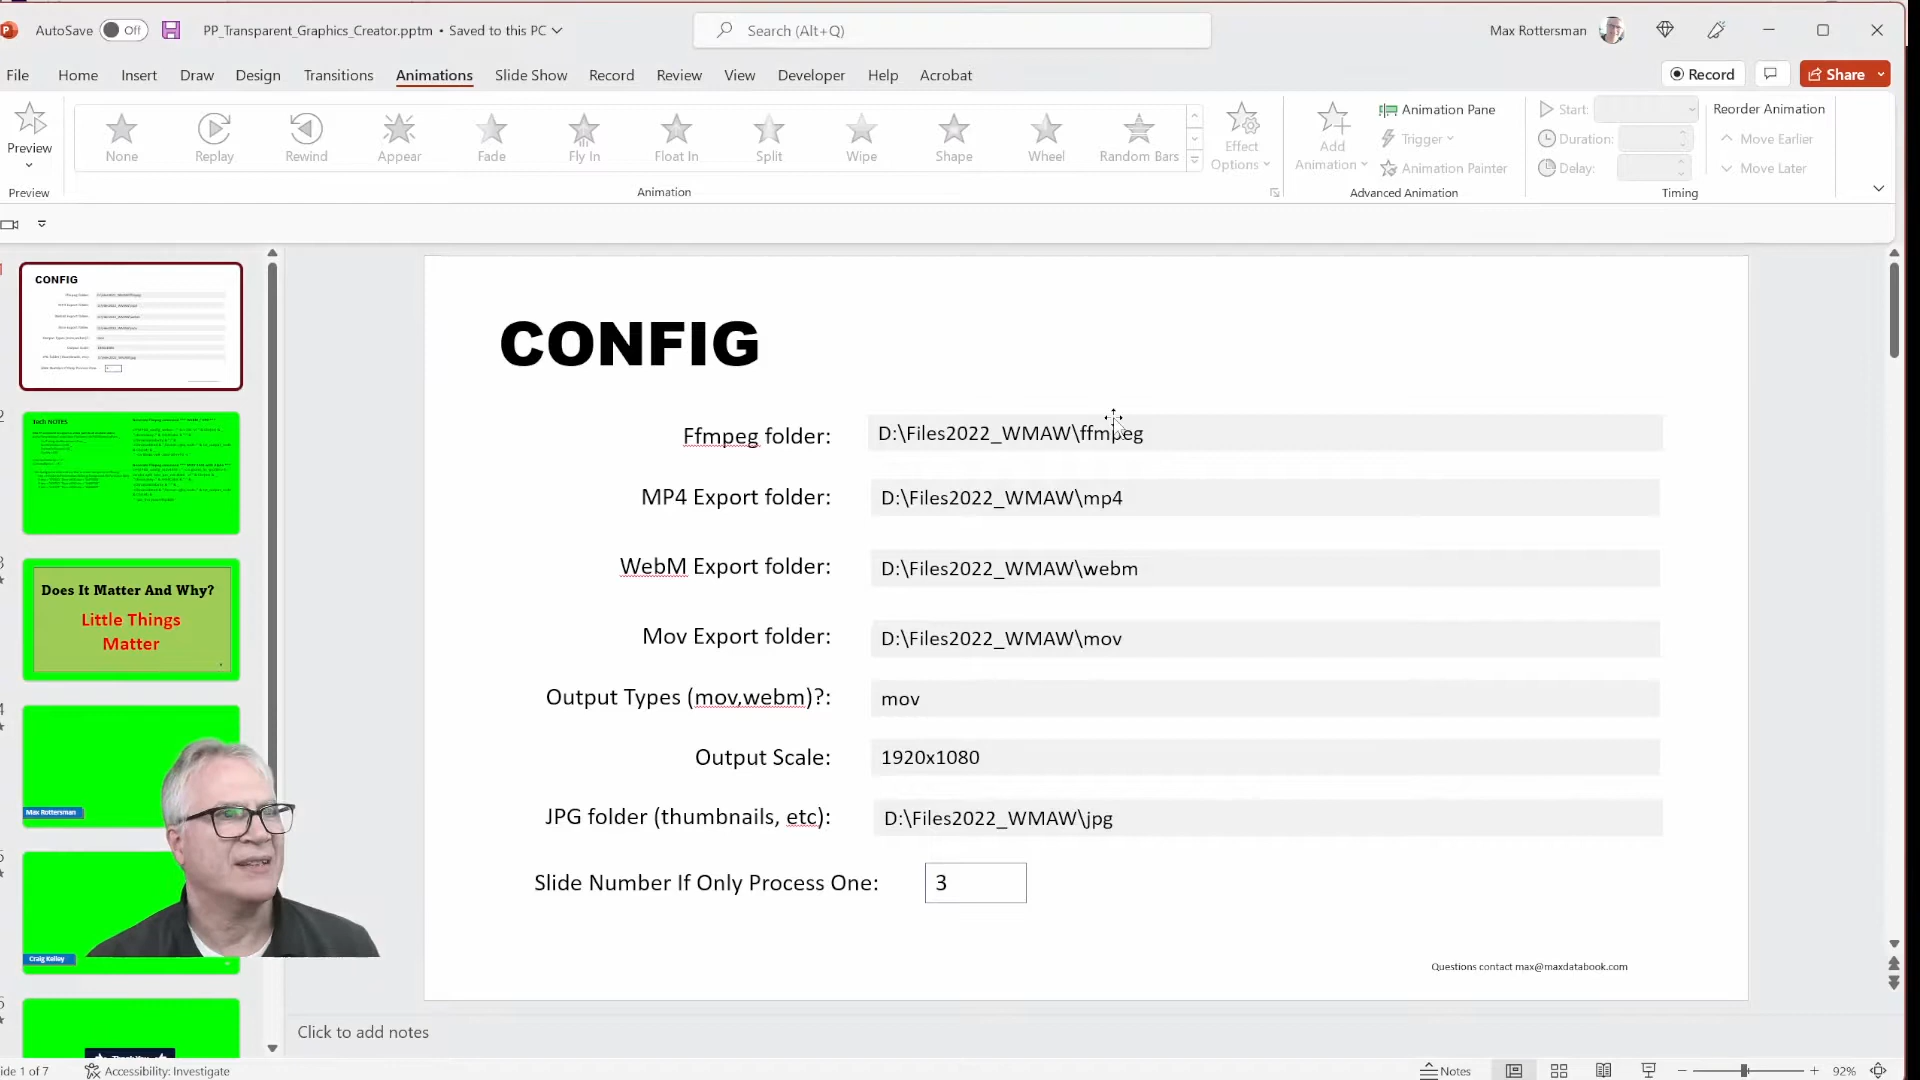 AutoSave Off PP_Transparent_Graphics_Creator.pptm • Saved to this PC Search (Alt+Q) Max Rottersman
File Home Insert Draw Design Transitions Animations Slide Show Record Review View Developer Help Acrobat Record Share
Preview None Replay Rewind Appear Fade Fly In Float In Split Wipe Shape Wheel Random Bars Effect Options Add Animation
Animation Pane
Trigger
Animation Painter
Start:
Duration:
Delay:
Reorder Animation
Move Earlier
Move Later
Preview Animation Advanced Animation Timing
CONFIG
2
Tech NOTES
3
Does It Matter And Why?
Little Things
Matter
4
Max Rottersman
Craig Kelley
CONFIG
Ffmpeg folder: D:\Files2022_WMAW\ffmpeg
MP4 Export folder: D:\Files2022_WMAW\mp4
WebM Export folder: D:\Files2022_WMAW\webm
Mov Export folder: D:\Files2022_WMAW\mov
Output Types (mov,webm)?: mov
Output Scale: 1920x1080
JPG folder (thumbnails, etc): D:\Files2022_WMAW\jpg
Slide Number If Only Process One: 3
Questions contact max@maxdatabook.com
Click to add notes
ide 1 of 7 Accessibility: Investigate Notes 92%